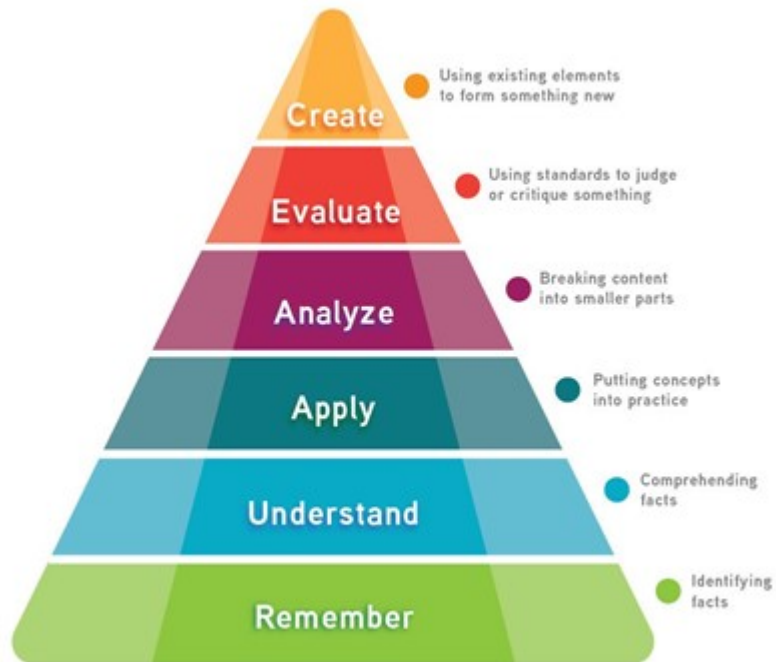 Create
Using existing elements
to form something new
Evaluate
Using standards to judge
or critique something
Analyze
Breaking content
into smaller parts
Apply
Putting concepts
into practice
Understand
Comprehending
facts
Remember
Identifying
facts